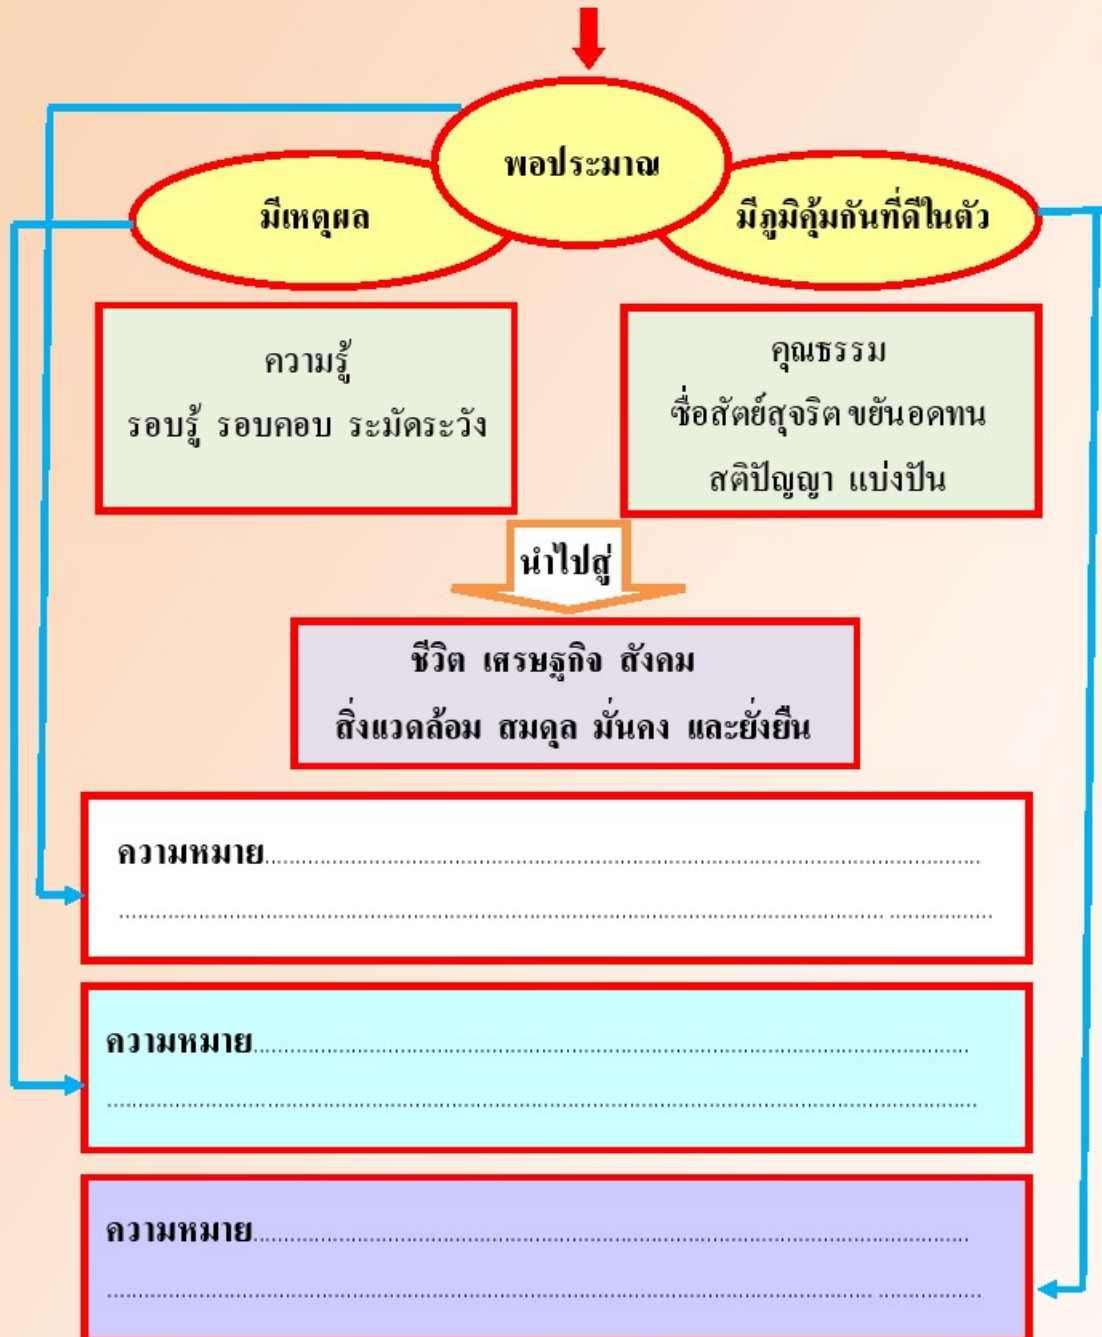 พอประมาณ
มีเหตุผล
มีภูมิคุ้มกันที่ดีในตัว
ความรู้
รอบรู้ รอบคอบ ระมัดระวัง
คุณธรรม
ซื่อสัตย์สุจริต ขยันอดทน
สติปัญญา แบ่งปัน
นำไปสู่
ชีวิต เศรษฐกิจ สังคม
สิ่งแวดล้อม สมดุล มั่นคง และยั่งยืน
ความหมาย
ความหมาย
ความหมาย